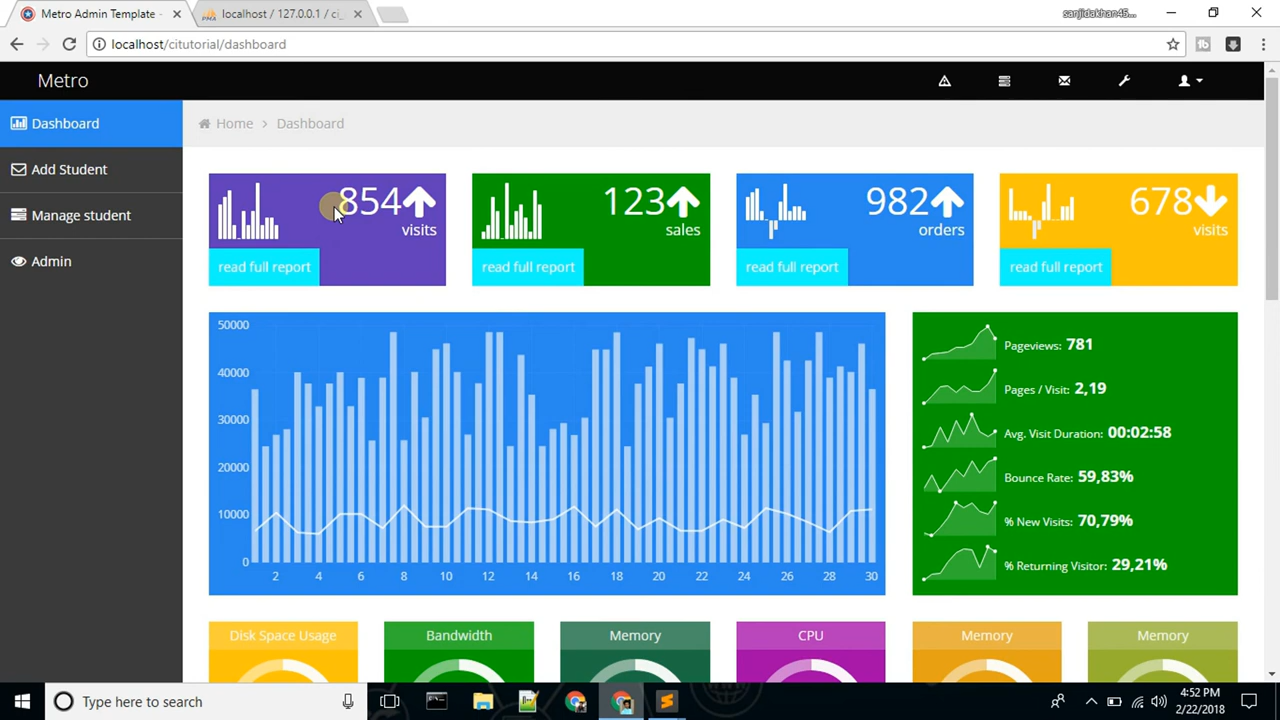 Metro Admin Template -
localhost / 127.0.0.1 / ci_
sanjidakhan45...
localhost/citutorial/dashboard
Metro
Dashboard
Add Student
Manage student
Admin
Home > Dashboard
854
visits
read full report
123
sales
read full report
982
orders
read full report
678
visits
read full report
50000
40000
30000
20000
10000
0
2 4 6 8 10 12 14 16 18 20 22 24 26 28 30
Pageviews: 781
Pages / Visit: 2,19
Avg. Visit Duration: 00:02:58
Bounce Rate: 59,83%
% New Visits: 70,79%
% Returning Visitor: 29,21%
Disk Space Usage
Bandwidth
Memory
CPU
Memory
Memory
Type here to search
4:52 PM
2/22/2018